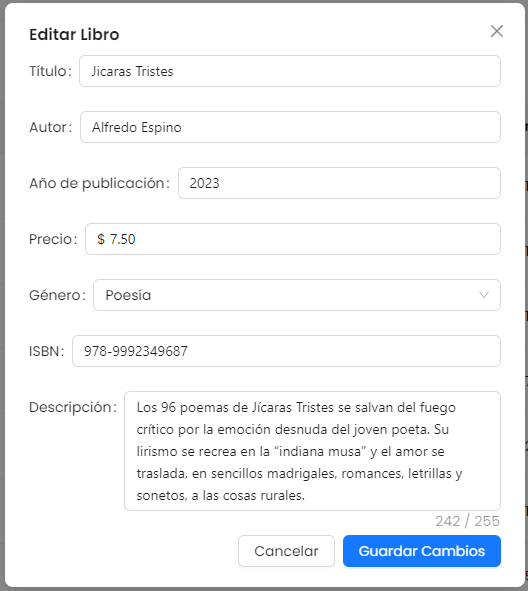 Editar Libro
Título: Jicaras Tristes
Autor: Alfredo Espino
Año de publicación: 2023
Precio: $ 7.50
Género: Poesía
ISBN: 978-9992349687
Descripción: Los 96 poemas de Jícaras Tristes se salvan del fuego
crítico por la emoción desnuda del joven poeta. Su
lirismo se recrea en la “indiana musa” y el amor se
traslada, en sencillos madrigales, romances, letrillas y
sonetos, a las cosas rurales.
242 / 255
Cancelar Guardar Cambios